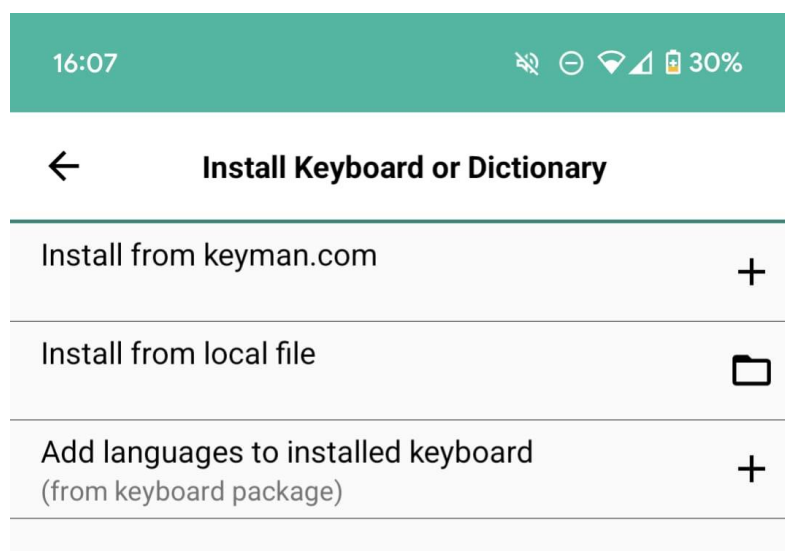 16:07
30%
Install Keyboard or Dictionary
Install from keyman.com
Install from local file
Add languages to installed keyboard
(from keyboard package)